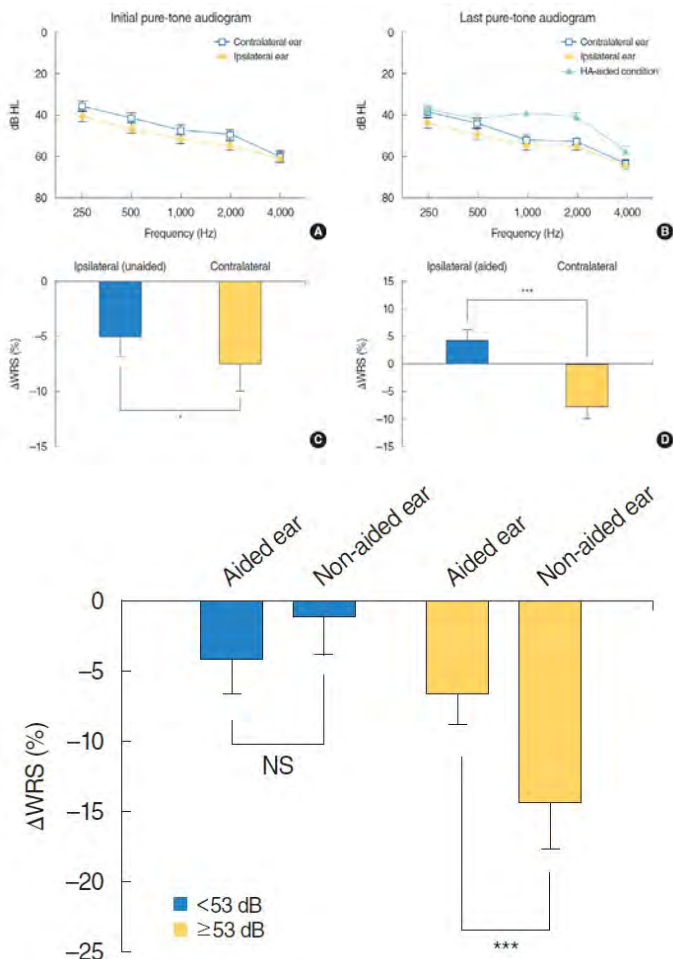 Initial pure-tone audiogram
Contralateral ear
Ipsilateral ear
0
20
40
60
80
dB HL
250 500 1,000 2,000 4,000
Frequency (Hz)
A
Last pure-tone audiogram
Contralateral ear
Ipsilateral ear
HA-aided condition
0
20
40
60
80
dB HL
250 500 1,000 2,000 4,000
Frequency (Hz)
B
Ipsilateral (unaided) Contralateral
0
−5
−10
−15
ΔWRS (%)
*
C
Ipsilateral (aided) Contralateral
15
10
5
0
−5
−10
−15
ΔWRS (%)
***
D
Aided ear Non-aided ear Aided ear Non-aided ear
0
−5
−10
−15
−20
−25
ΔWRS (%)
NS
***
<53 dB
≥53 dB